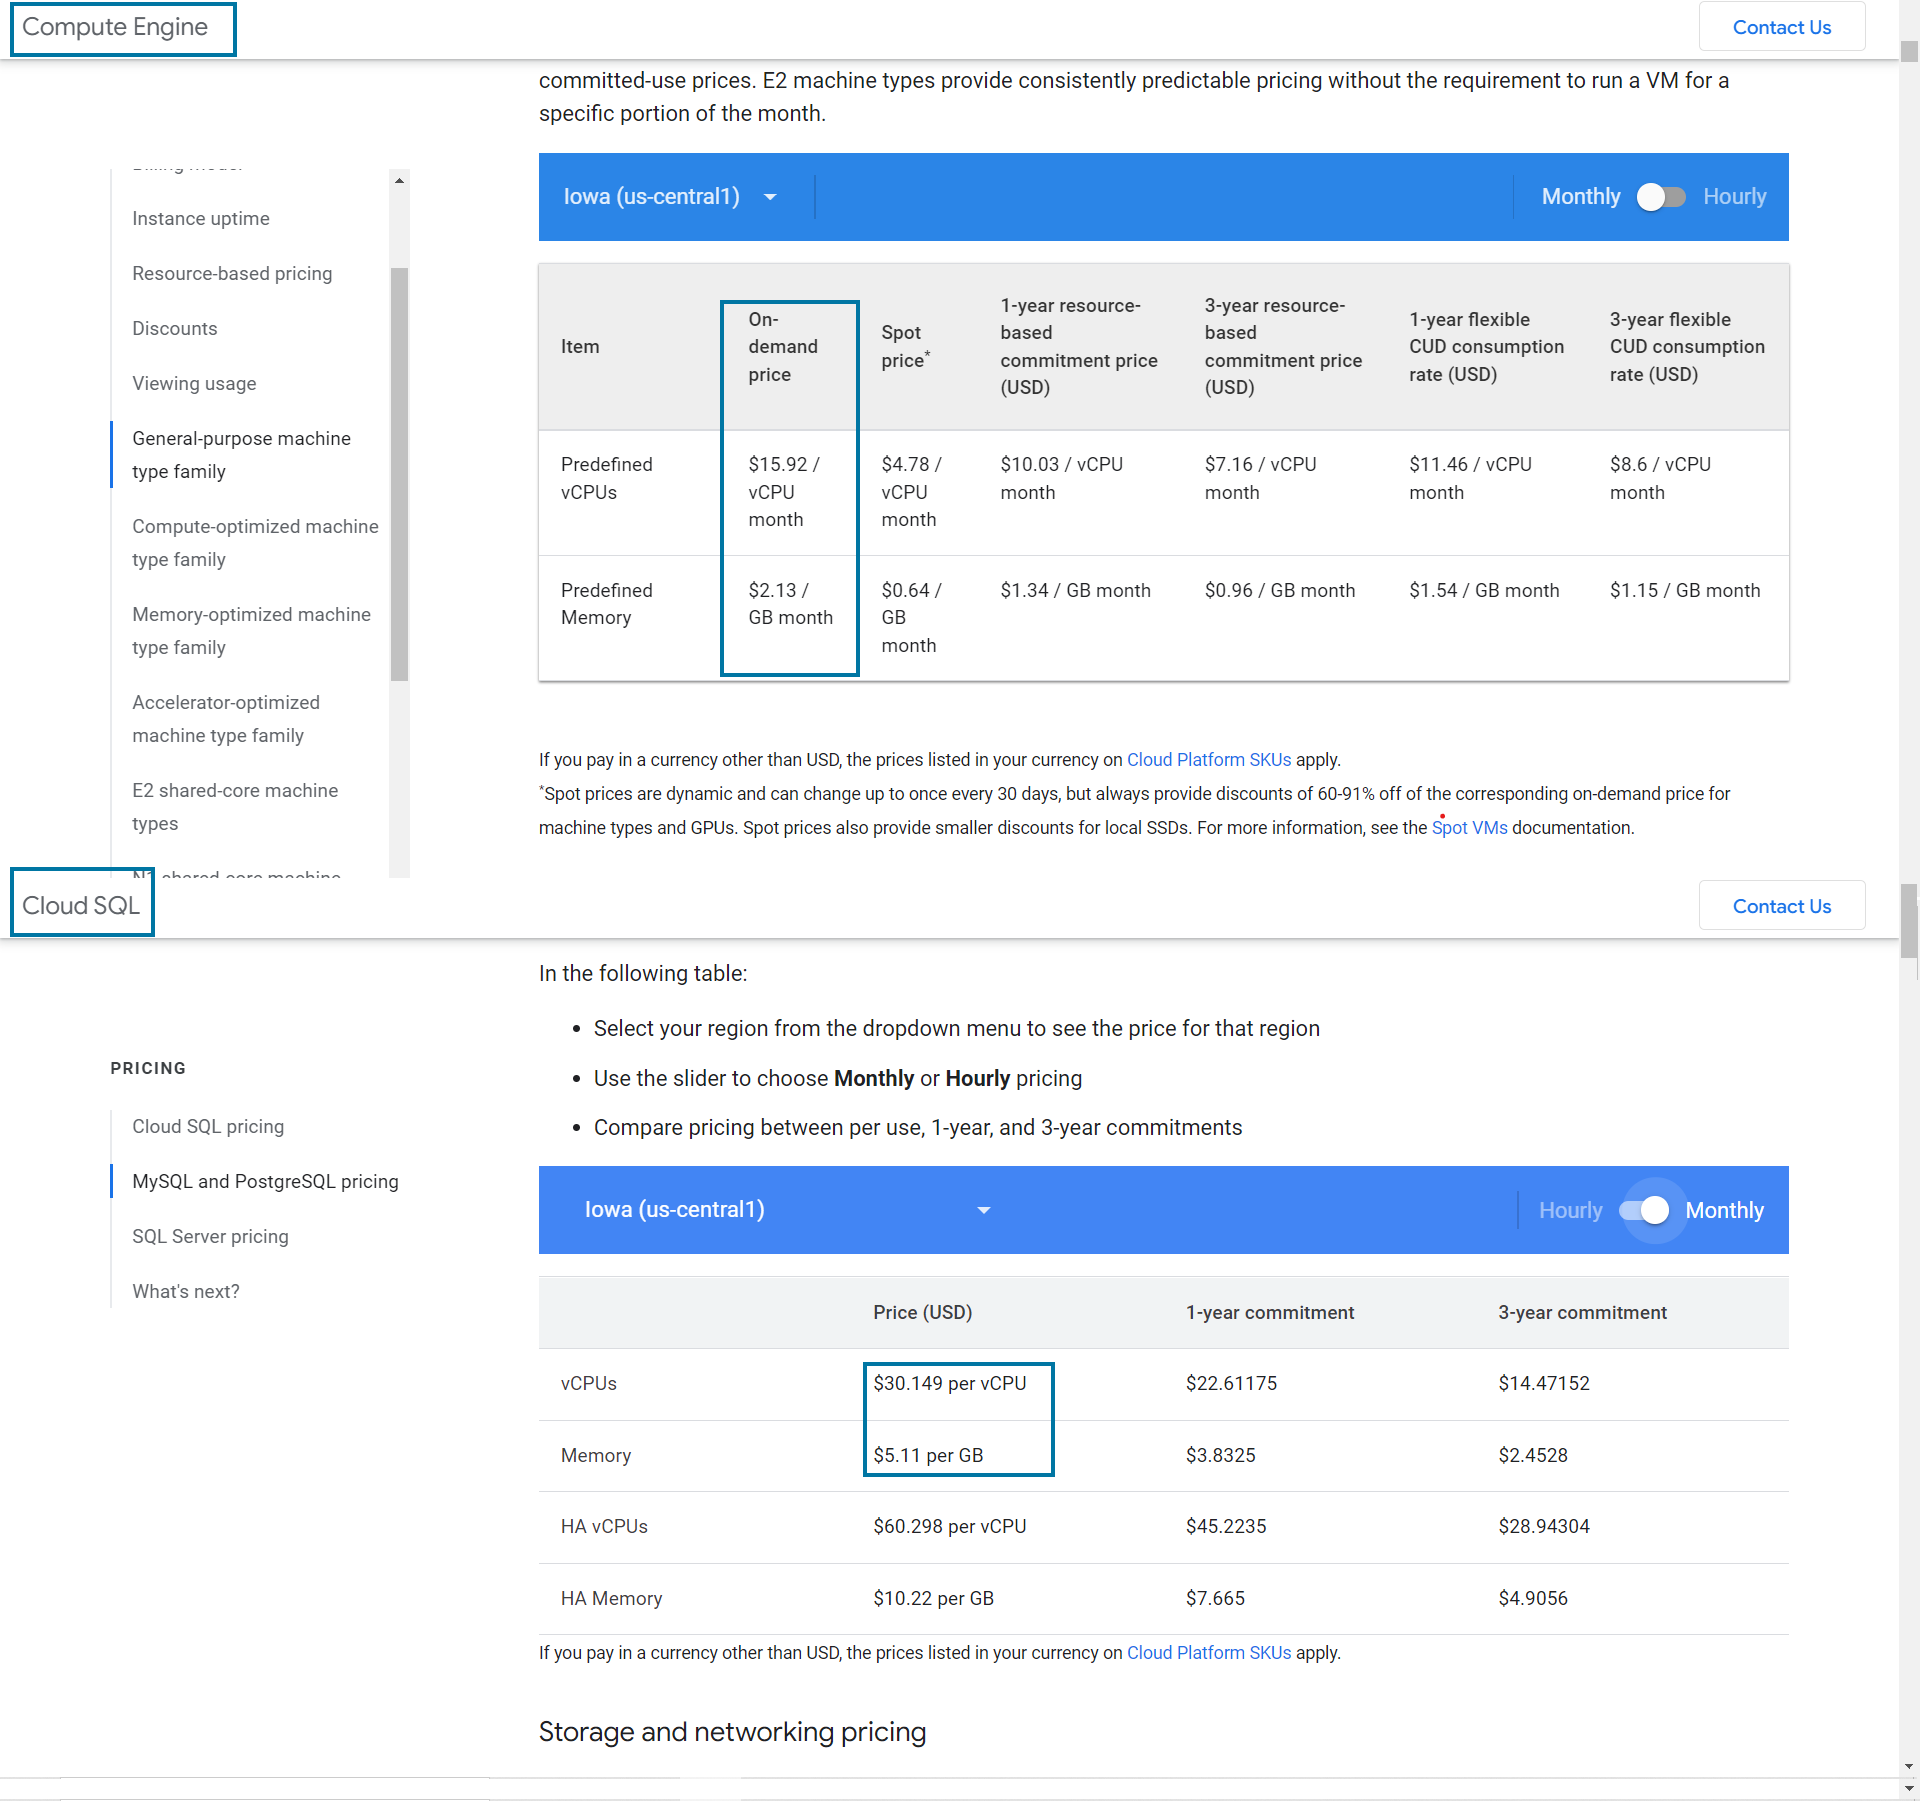 Compute Engine
Contact Us
committed-use prices. E2 machine types provide consistently predictable pricing without the requirement to run a VM for a
specific portion of the month.
Instance uptime
Resource-based pricing
Discounts
Viewing usage
General-purpose machine
type family
Compute-optimized machine
type family
Memory-optimized machine
type family
Accelerator-optimized
machine type family
E2 shared-core machine
types
N1 shared-core machine
Iowa (us-central1)
Monthly Hourly
Item
On-
demand
price
Spot
price*
1-year resource-
based
commitment price
(USD)
3-year resource-
based
commitment price
(USD)
1-year flexible
CUD consumption
rate (USD)
3-year flexible
CUD consumption
rate (USD)
Predefined
vCPUs
$15.92 /
vCPU
month
$4.78 /
vCPU
month
$10.03 / vCPU
month
$7.16 / vCPU
month
$11.46 / vCPU
month
$8.6 / vCPU
month
Predefined
Memory
$2.13 /
GB month
$0.64 /
GB
month
$1.34 / GB month
$0.96 / GB month
$1.54 / GB month
$1.15 / GB month
If you pay in a currency other than USD, the prices listed in your currency on Cloud Platform SKUs apply.
*Spot prices are dynamic and can change up to once every 30 days, but always provide discounts of 60-91% off of the corresponding on-demand price for
machine types and GPUs. Spot prices also provide smaller discounts for local SSDs. For more information, see the Spot VMs documentation.
Cloud SQL
Contact Us
PRICING
Cloud SQL pricing
MySQL and PostgreSQL pricing
SQL Server pricing
What's next?
In the following table:
• Select your region from the dropdown menu to see the price for that region
• Use the slider to choose Monthly or Hourly pricing
• Compare pricing between per use, 1-year, and 3-year commitments
Iowa (us-central1)
Hourly Monthly
Price (USD) 1-year commitment 3-year commitment
vCPUs $30.149 per vCPU $22.61175 $14.47152
Memory $5.11 per GB $3.8325 $2.4528
HA vCPUs $60.298 per vCPU $45.2235 $28.94304
HA Memory $10.22 per GB $7.665 $4.9056
If you pay in a currency other than USD, the prices listed in your currency on Cloud Platform SKUs apply.
Storage and networking pricing